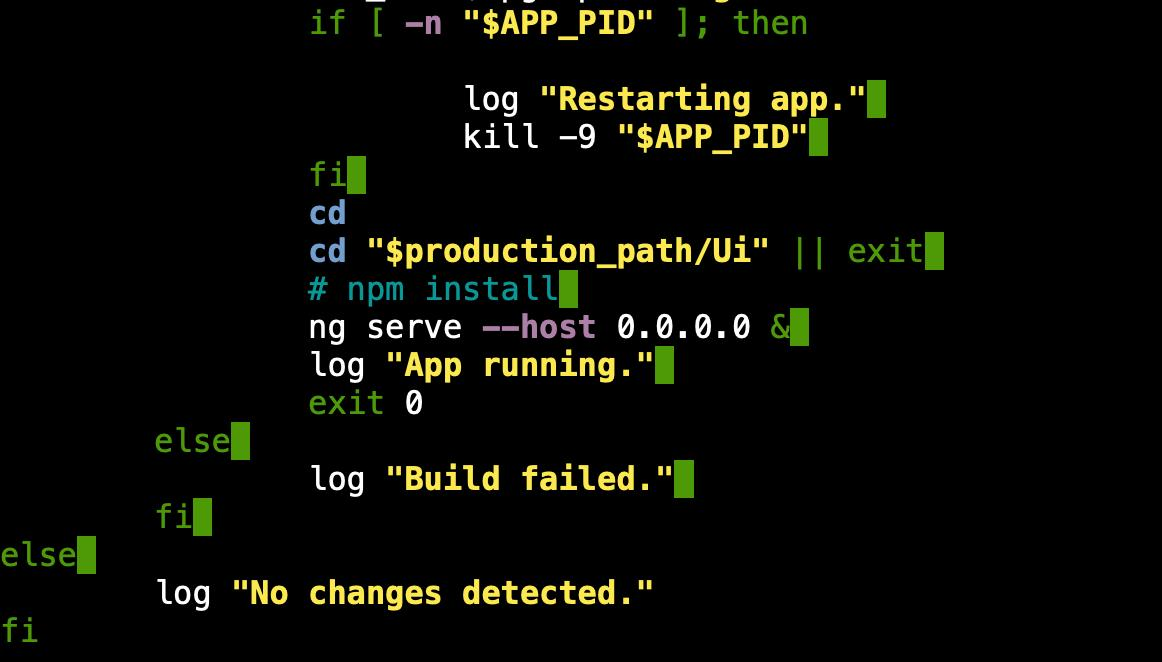 if [ -n "$APP_PID" ]; then
log "Restarting app."
kill -9 "$APP_PID"
fi
cd
cd "$production_path/Ui" || exit
# npm install
ng serve --host 0.0.0.0 &
log "App running."
exit 0
else
log "Build failed."
fi
else
log "No changes detected."
fi